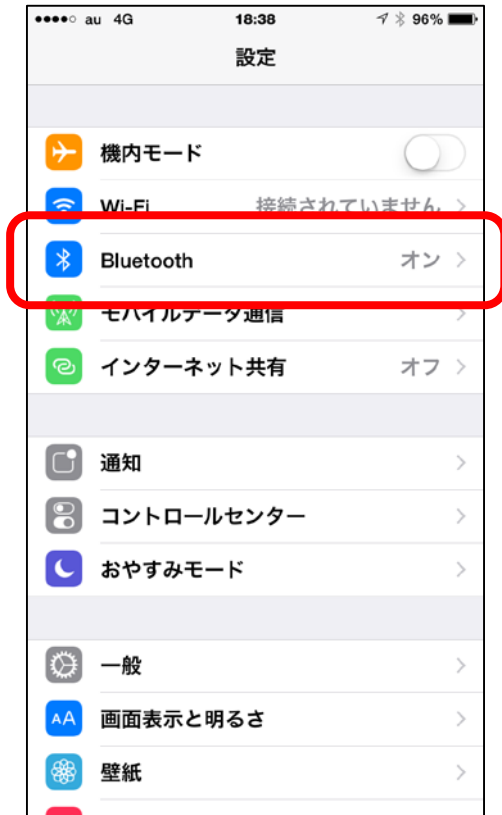 au 4G 18:38 96%
設定
機内モード
Wi-Fi 接続されていません
Bluetooth オン
モバイルデータ通信
インターネット共有 オフ
通知
コントロールセンター
おやすみモード
一般
AA 画面表示と明るさ
壁紙